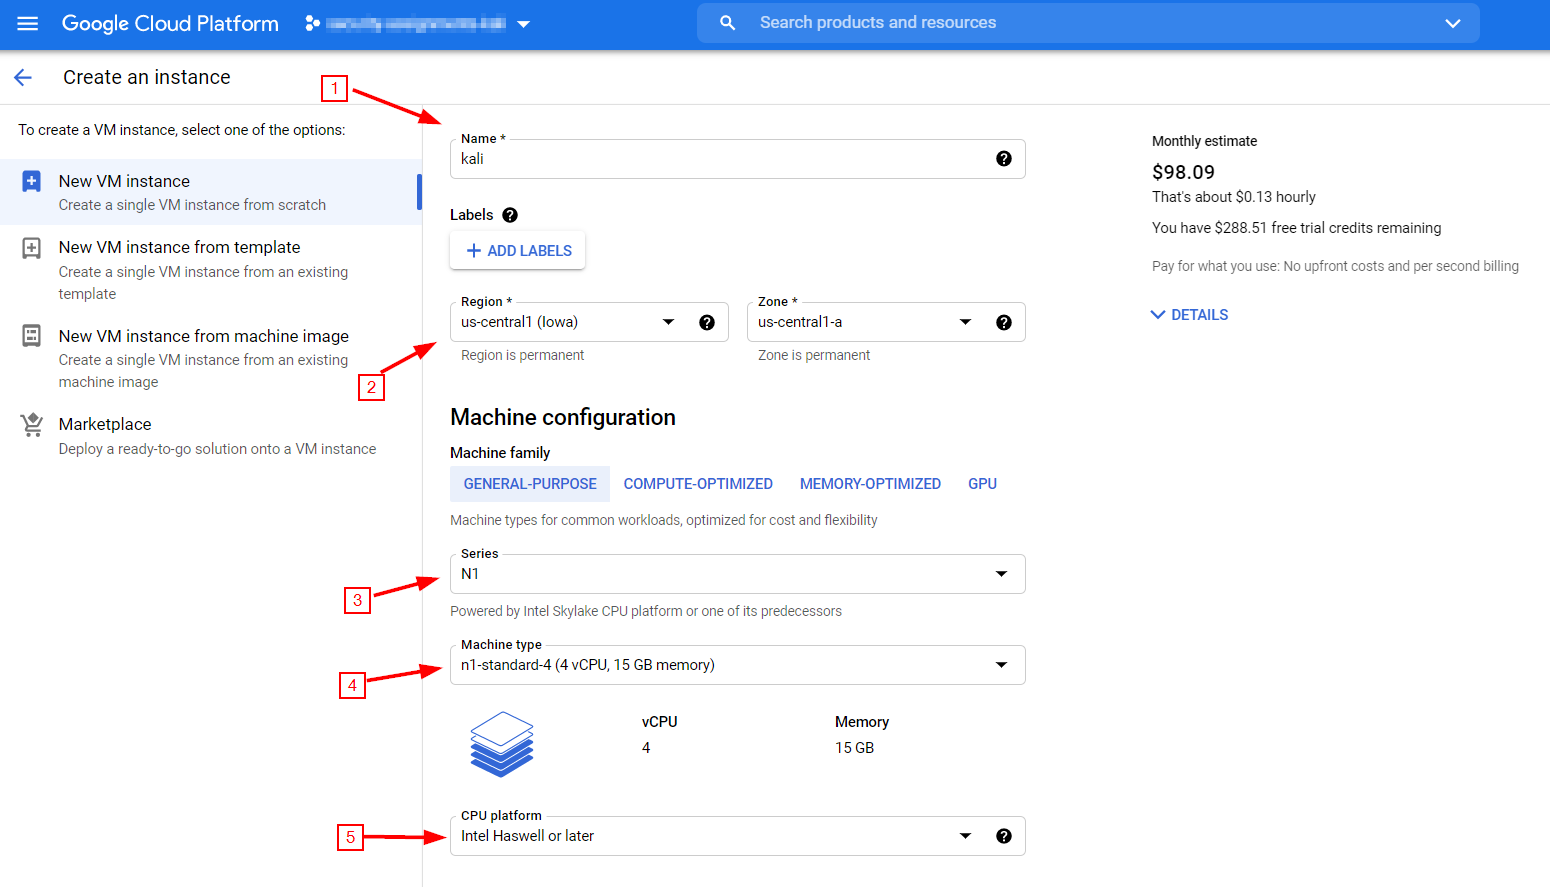 Google Cloud Platform
Search products and resources
Create an instance
1
To create a VM instance, select one of the options:
New VM instance
Create a single VM instance from scratch
New VM instance from template
Create a single VM instance from an existing
template
New VM instance from machine image
Create a single VM instance from an existing
machine image
Marketplace
Deploy a ready-to-go solution onto a VM instance
Name *
kali
Labels
ADD LABELS
Region *
us-central1 (Iowa)
Region is permanent
Zone *
us-central1-a
Zone is permanent
2
Machine configuration
Machine family
GENERAL-PURPOSE COMPUTE-OPTIMIZED MEMORY-OPTIMIZED GPU
Machine types for common workloads, optimized for cost and flexibility
Series
N1
3
Powered by Intel Skylake CPU platform or one of its predecessors
Machine type
n1-standard-4 (4 vCPU, 15 GB memory)
4
vCPU
4
Memory
15 GB
CPU platform
Intel Haswell or later
5
Monthly estimate
$98.09
That's about $0.13 hourly
You have $288.51 free trial credits remaining
Pay for what you use: No upfront costs and per second billing
DETAILS